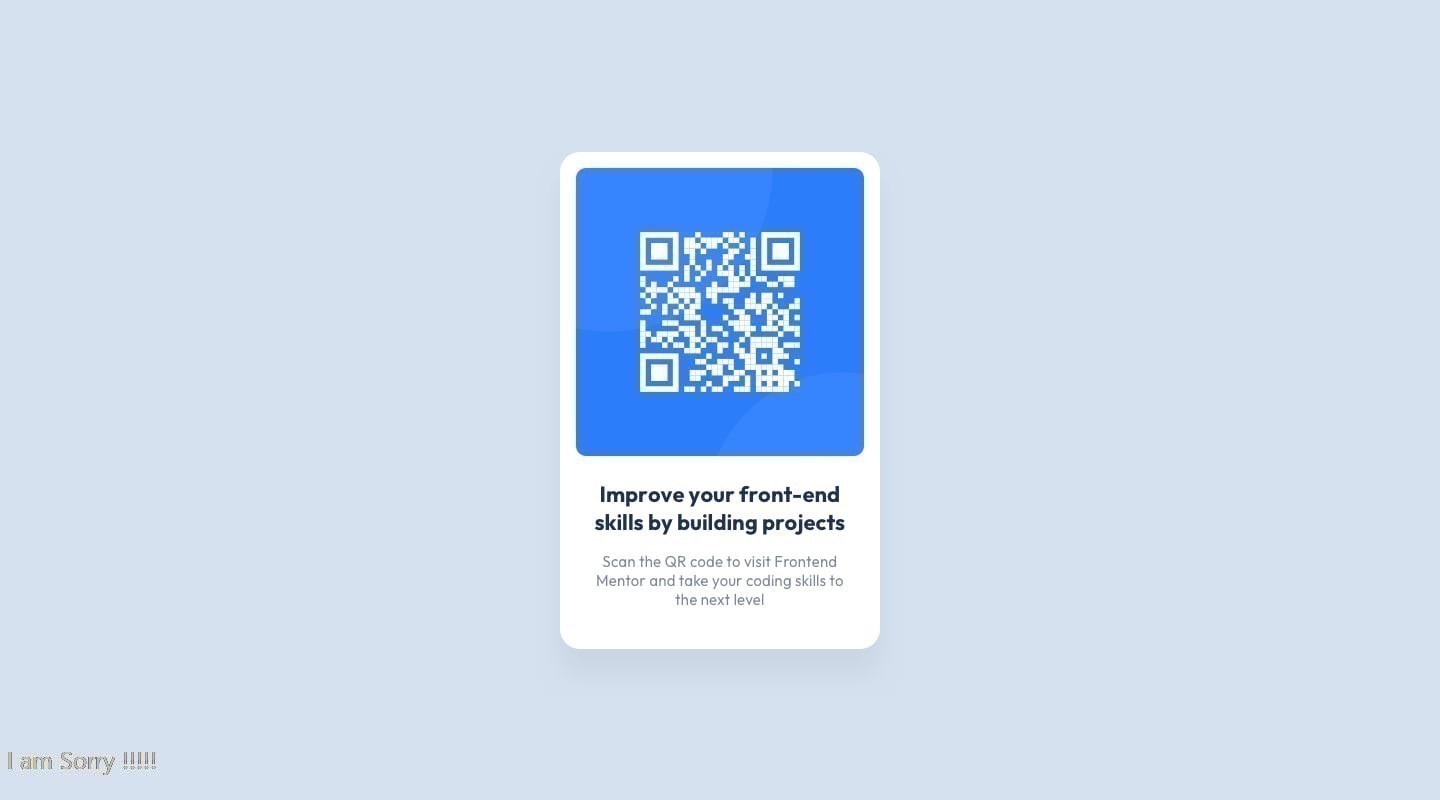 Improve your front-end
skills by building projects
Scan the QR code to visit Frontend
Mentor and take your coding skills to
the next level
I am Sorry !!!!!